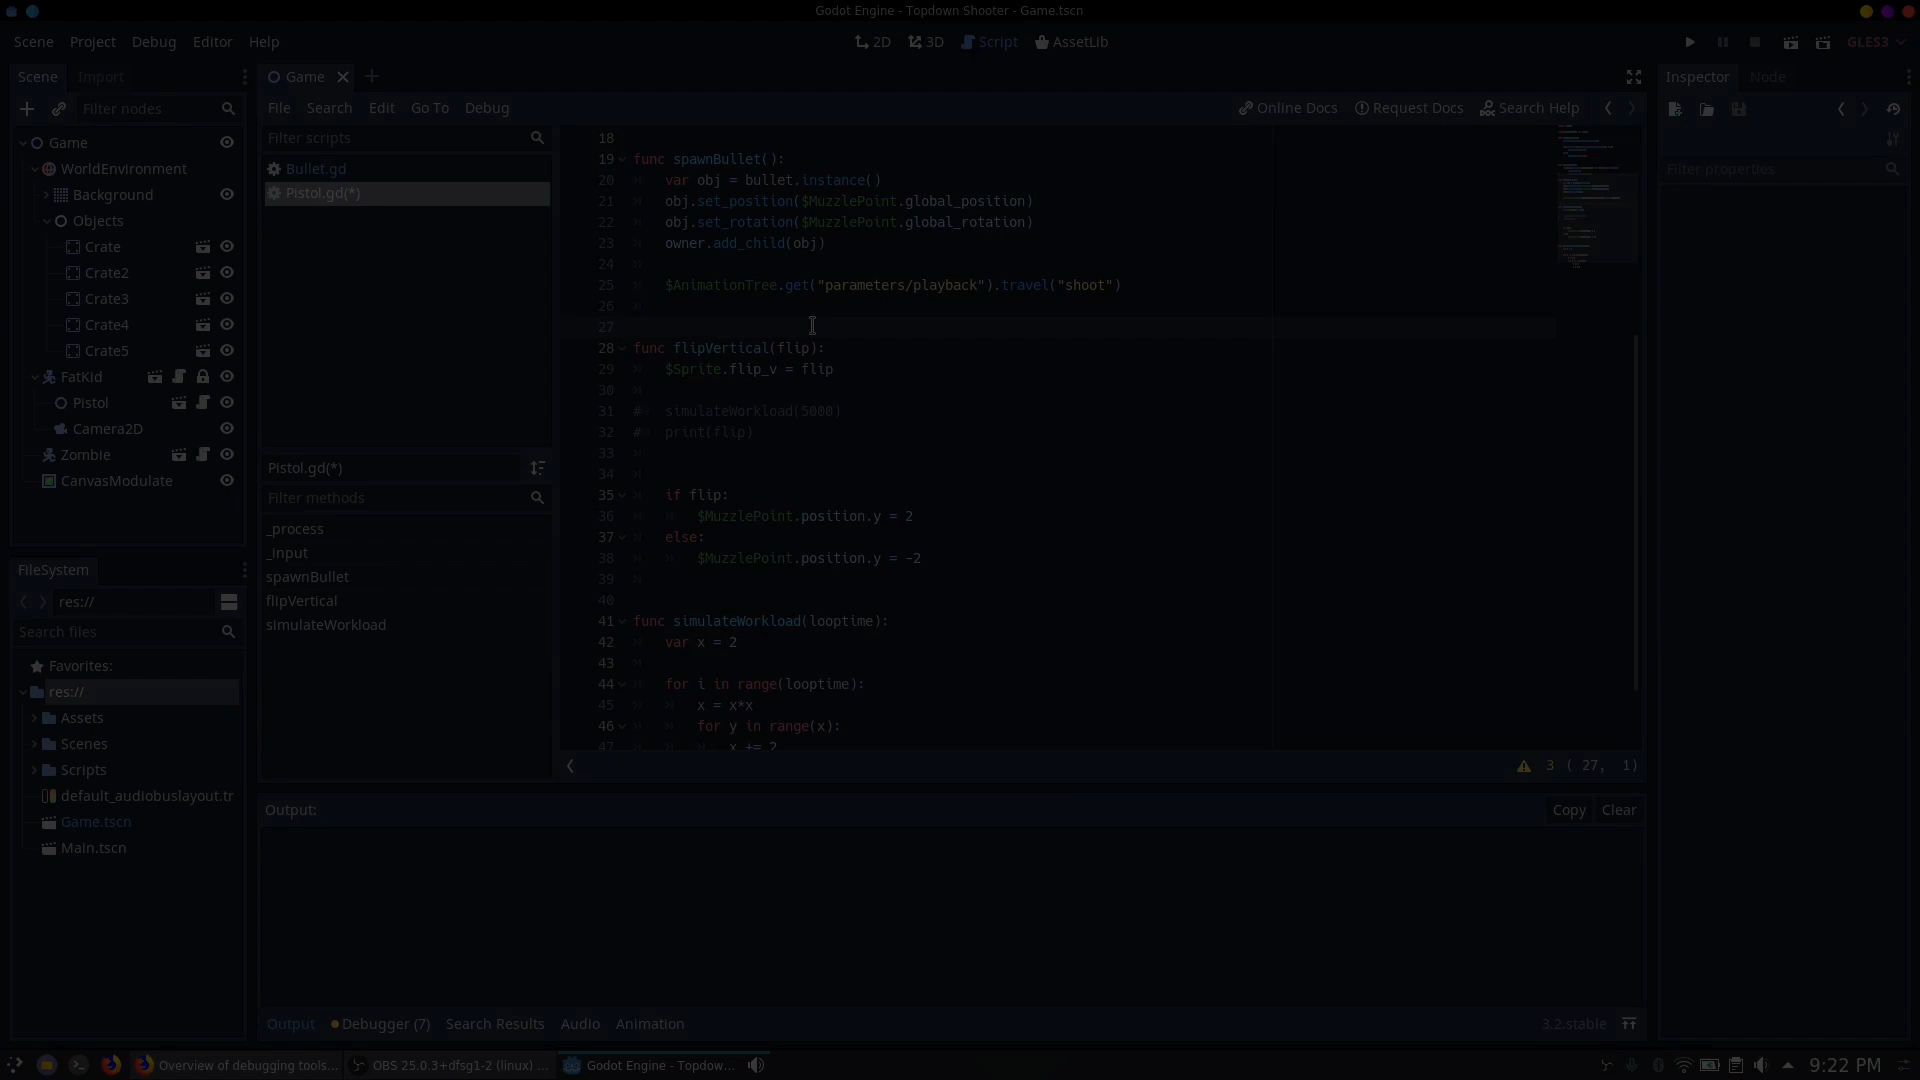 Godot Engine - Topdown Shooter - Game.tscn
Scene Project Debug Editor Help
2D 3D Script AssetLib
GLES3
Scene Import
Filter nodes
Game
WorldEnvironment
Background
Objects
Crate
Crate2
Crate3
Crate4
Crate5
FatKid
Pistol
Camera2D
Zombie
CanvasModulate
FileSystem
res://
Search files
Favorites:
res://
Assets
Scenes
Scripts
default_audiobuslayout.tr
Game.tscn
Main.tscn
Game
File Search Edit Go To Debug
Online Docs Request Docs Search Help
Filter scripts
Bullet.gd
Pistol.gd(*)
Pistol.gd(*)
Filter methods
_process
_input
spawnBullet
flipVertical
simulateWorkload
18
19 func spawnBullet():
20 var obj = bullet.instance()
21 obj.set_position($MuzzlePoint.global_position)
22 obj.set_rotation($MuzzlePoint.global_rotation)
23 owner.add_child(obj)
24
25 $AnimationTree.get("parameters/playback").travel("shoot")
26
27
28 func flipVertical(flip):
29 $Sprite.flip_v = flip
30
31 # simulateWorkload(5000)
32 # print(flip)
33
34
35 if flip:
36 $MuzzlePoint.position.y = 2
37 else:
38 $MuzzlePoint.position.y = -2
39
40
41 func simulateWorkload(looptime):
42 var x = 2
43
44 for i in range(looptime):
45 x = x*x
46 for y in range(x):
47 x += 2
3 ( 27, 1)
Output:
Copy Clear
Output Debugger (7) Search Results Audio Animation
3.2.stable
Inspector Node
Filter properties
Overview of debugging tools...
OBS 25.0.3+dfsg1-2 (linux) ...
Godot Engine - Topdow...
9:22 PM